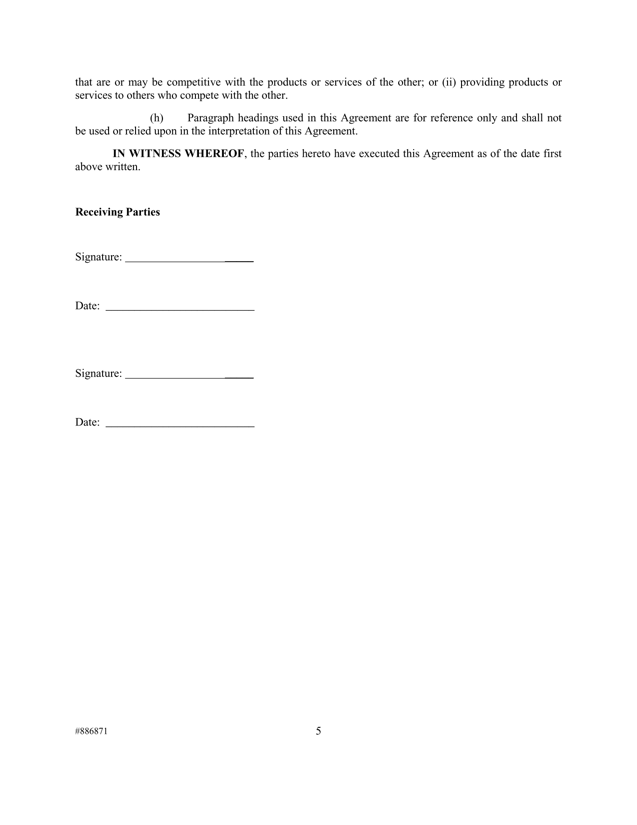 that are or may be competitive with the products or services of the other; or (ii) providing products or
services to others who compete with the other.
(h) Paragraph headings used in this Agreement are for reference only and shall not
be used or relied upon in the interpretation of this Agreement.
IN WITNESS WHEREOF, the parties hereto have executed this Agreement as of the date first
above written.
Receiving Parties
Signature: _______________________
Date: __________________________
Signature: _______________________
Date: __________________________
#886871 5